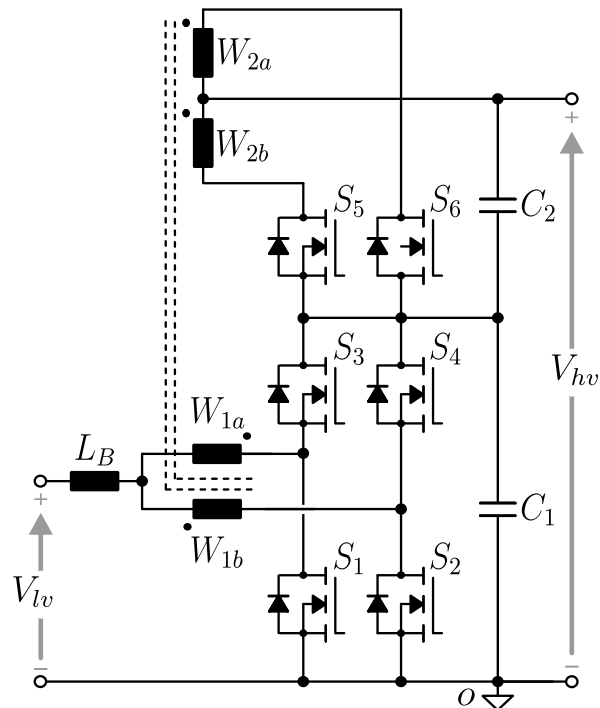 W2a
W2b
S5 S6
C2
S3 S4
Vhv
W1a
LB
+
C1
W1b
S1 S2
Vlv
+
−
−
o